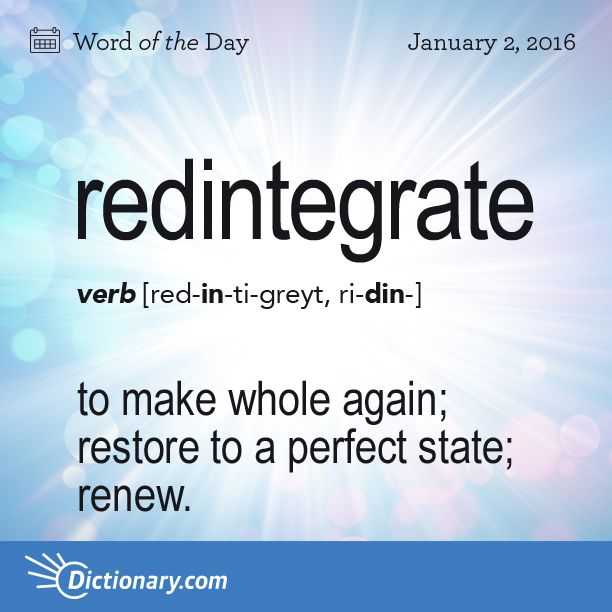 Word of the Day
January 2, 2016
redintegrate
verb [red-in-ti-greyt, ri-din-]
to make whole again;
restore to a perfect state;
renew.
Dictionary.com